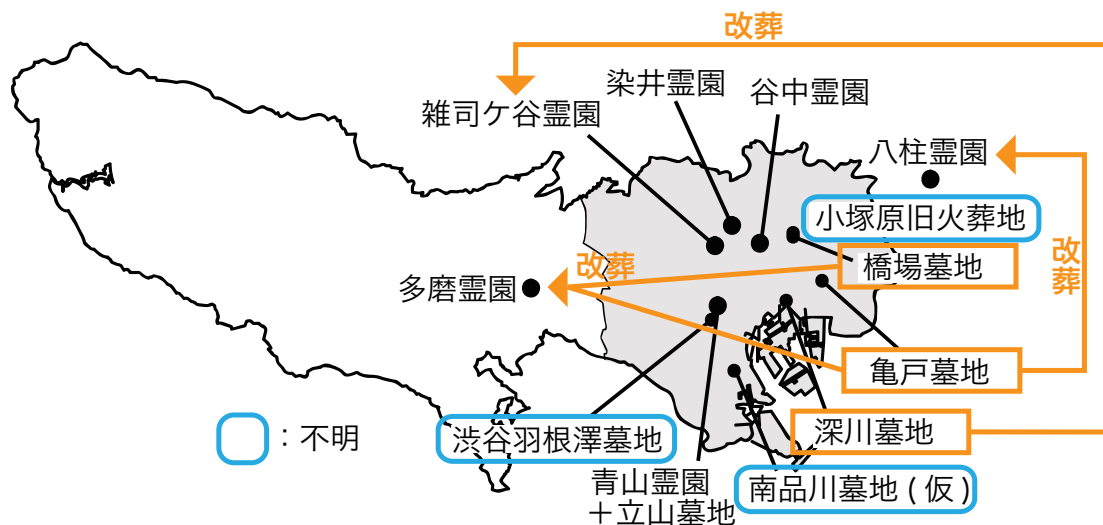 改葬
染井霊園
谷中霊園
雑司ケ谷霊園
八柱霊園
小塚原旧火葬地
改葬
橋場墓地
改葬
多磨霊園
亀戸墓地
：不明
渋谷羽根澤墓地
深川墓地
青山霊園
＋立山墓地
南品川墓地 ( 仮 )